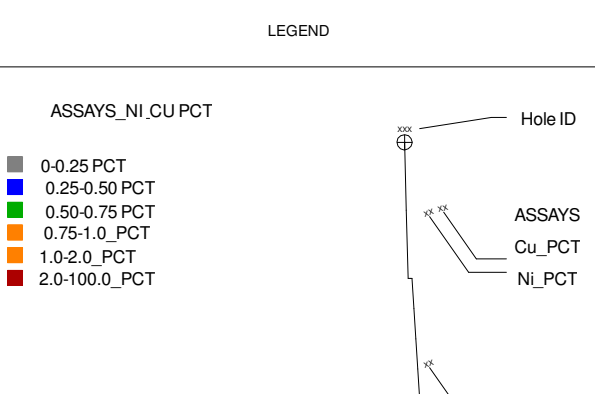 LEGEND
ASSAYS_NI_CU PCT
0-0.25 PCT
0.25-0.50 PCT
0.50-0.75 PCT
0.75-1.0_PCT
1.0-2.0_PCT
2.0-100.0_PCT
xxx
Hole ID
xx xx
ASSAYS
Cu_PCT
Ni_PCT
xx